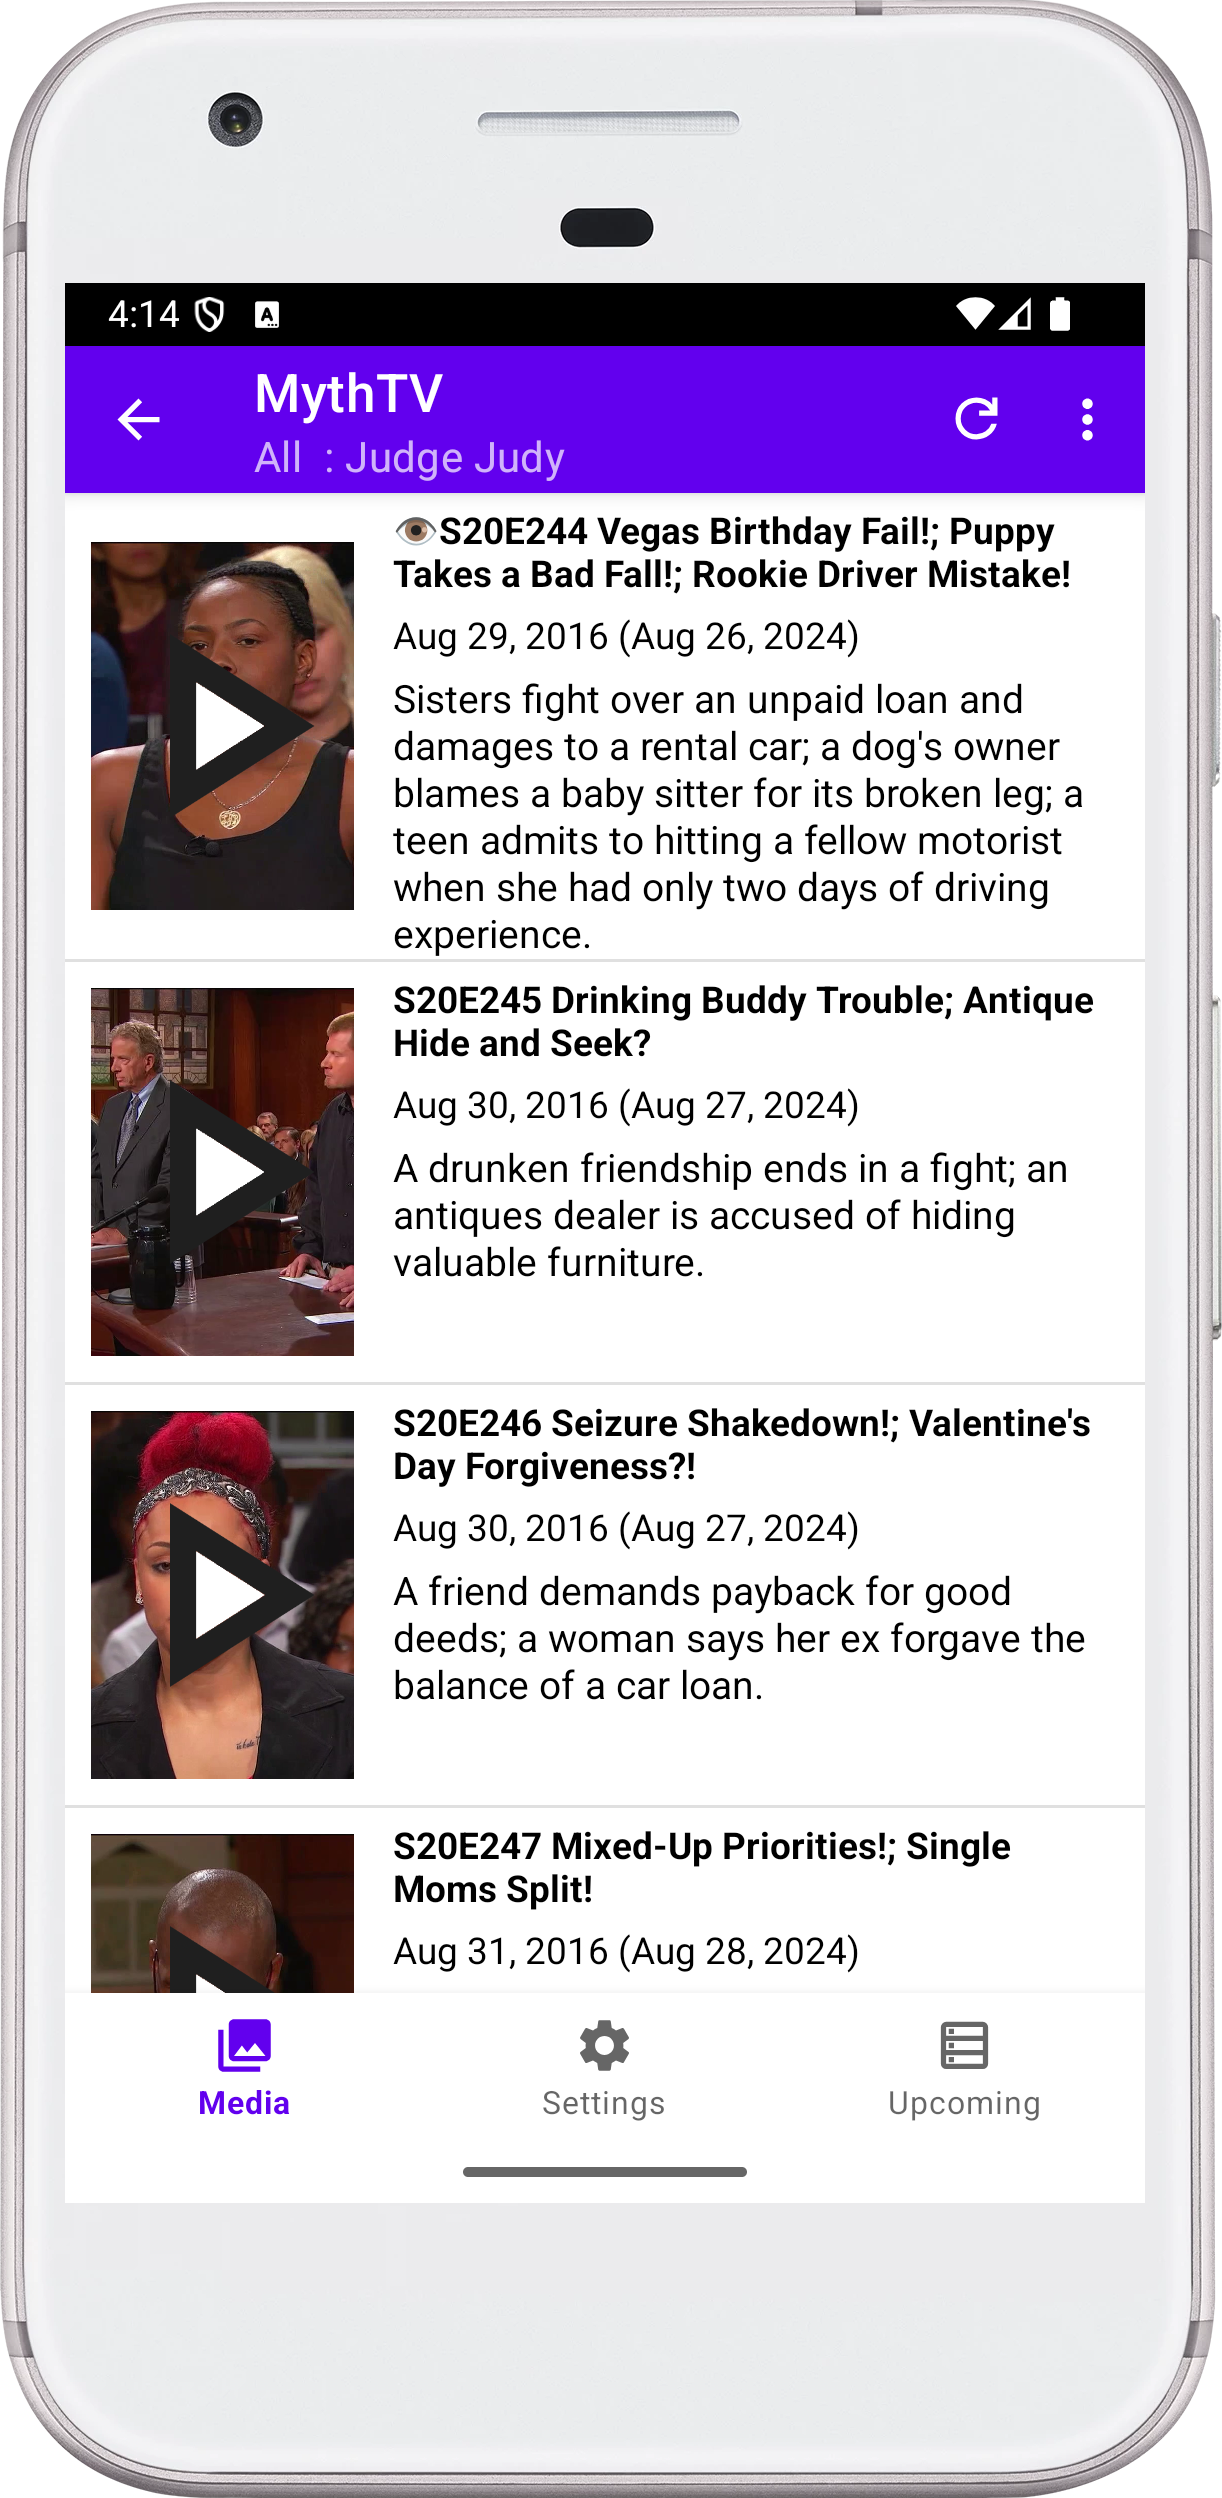 4:14
MythTV
All : Judge Judy
👁S20E244 Vegas Birthday Fail!; Puppy
Takes a Bad Fall!; Rookie Driver Mistake!
Aug 29, 2016 (Aug 26, 2024)
Sisters fight over an unpaid loan and
damages to a rental car; a dog's owner
blames a baby sitter for its broken leg; a
teen admits to hitting a fellow motorist
when she had only two days of driving
experience.
S20E245 Drinking Buddy Trouble; Antique
Hide and Seek?
Aug 30, 2016 (Aug 27, 2024)
A drunken friendship ends in a fight; an
antiques dealer is accused of hiding
valuable furniture.
S20E246 Seizure Shakedown!; Valentine's
Day Forgiveness?!
Aug 30, 2016 (Aug 27, 2024)
A friend demands payback for good
deeds; a woman says her ex forgave the
balance of a car loan.
S20E247 Mixed-Up Priorities!; Single
Moms Split!
Aug 31, 2016 (Aug 28, 2024)
Media
Settings
Upcoming